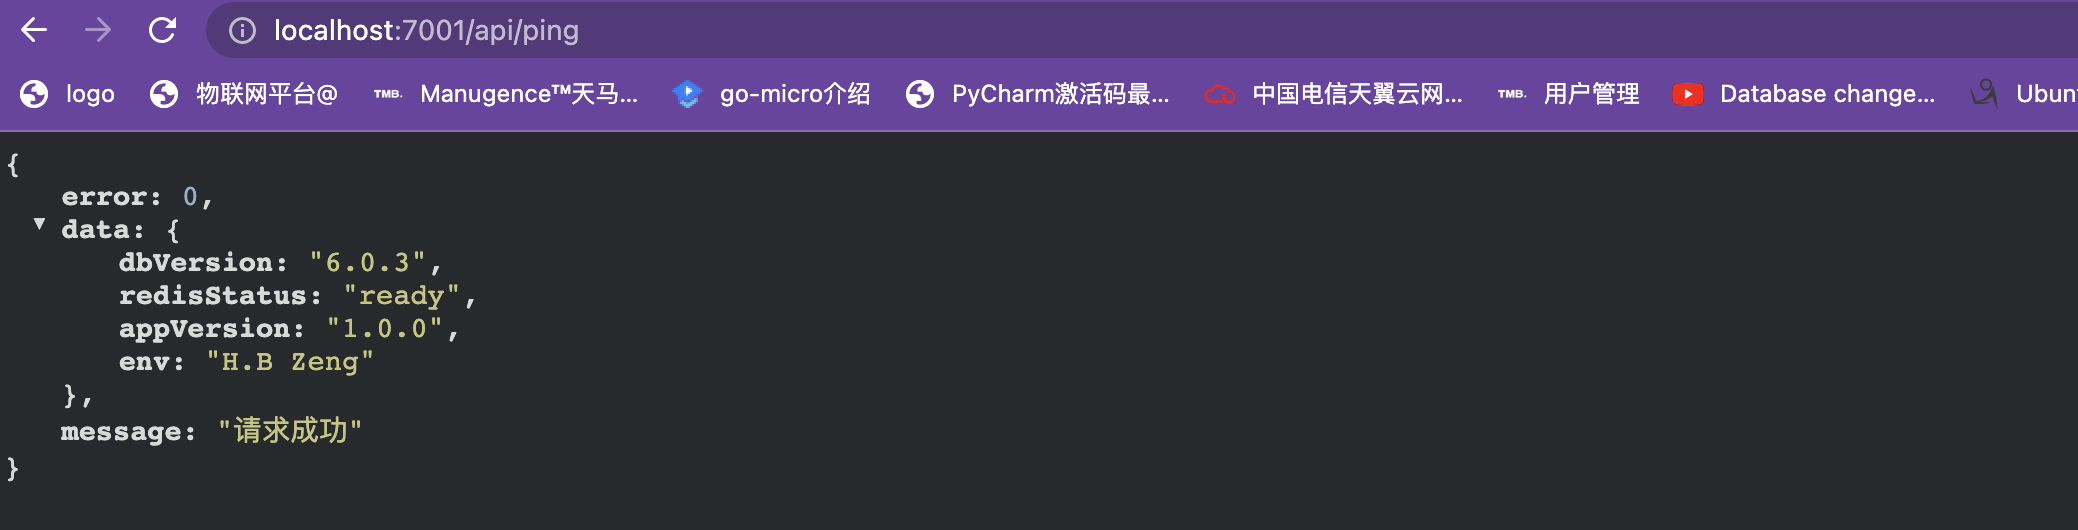 localhost:7001/api/ping
logo 物联网平台@ TMB. Manugence™天马... go-micro介绍 PyCharm激活码最... 中国电信天翼云网... TMB. 用户管理 Database change... Ubun
{
error: 0,
data: {
dbVersion: "6.0.3",
redisStatus: "ready",
appVersion: "1.0.0",
env: "H.B Zeng"
},
message: "请求成功"
}